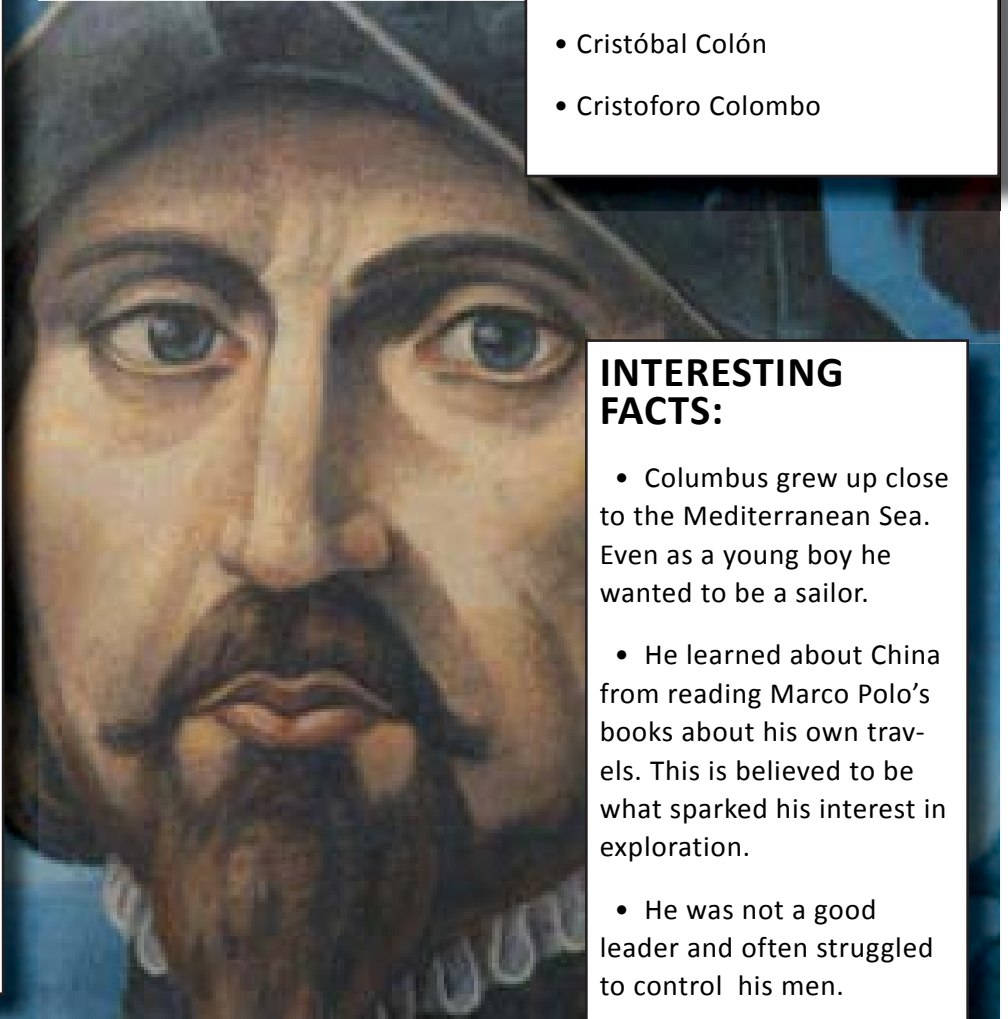 • Cristóbal Colón
• Cristoforo Colombo
INTERESTING
FACTS:
• Columbus grew up close
to the Mediterranean Sea.
Even as a young boy he
wanted to be a sailor.
• He learned about China
from reading Marco Polo’s
books about his own trav-
els. This is believed to be
what sparked his interest in
exploration.
• He was not a good
leader and often struggled
to control his men.